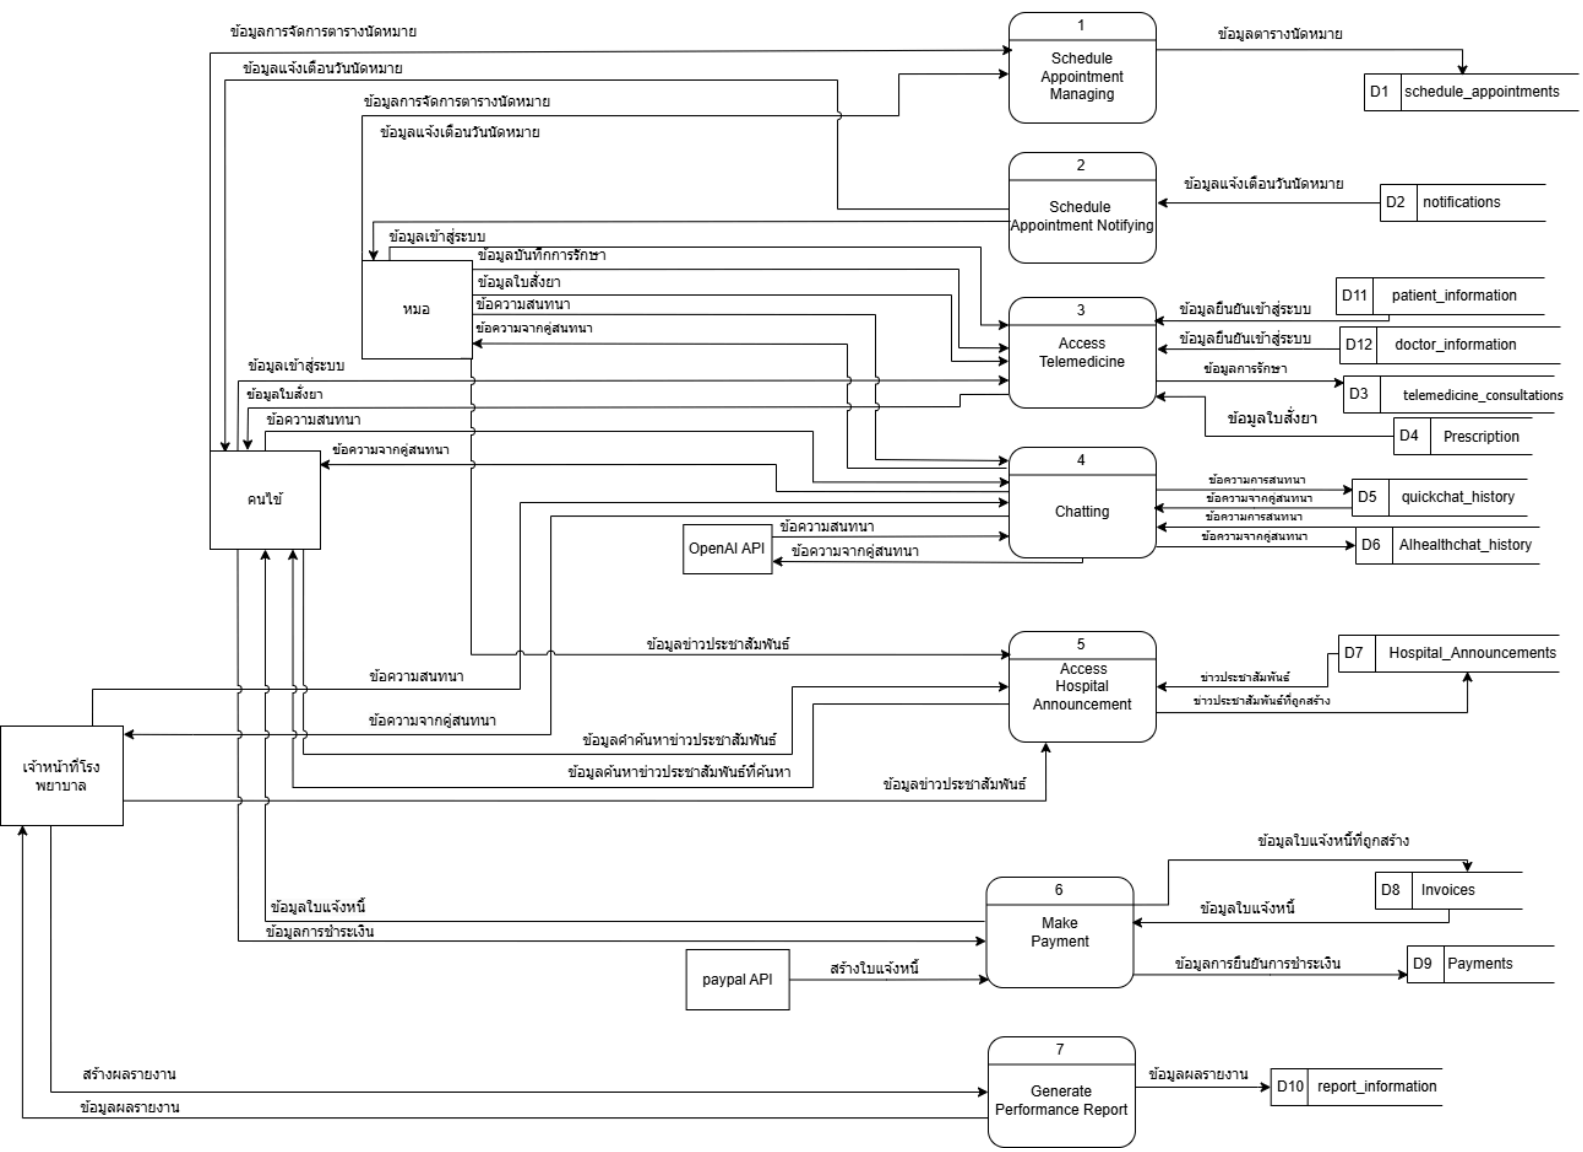 ข้อมูลการจัดการตารางนัดหมาย
1
Schedule
Appointment
Managing
ข้อมูลตารางนัดหมาย
D1
schedule_appointments
ข้อมูลแจ้งเตือนวันนัดหมาย
ข้อมูลการจัดการตารางนัดหมาย
ข้อมูลแจ้งเตือนวันนัดหมาย
2
Schedule
Appointment Notifying
ข้อมูลแจ้งเตือนวันนัดหมาย
D2
notifications
ข้อมูลเข้าสู่ระบบ
ข้อมูลบันทึกการรักษา
ข้อมูลใบสั่งยา
ข้อความสนทนา
ข้อความจากคู่สนทนา
หมอ
3
Access
Telemedicine
D11
patient_information
ข้อมูลยืนยันเข้าสู่ระบบ
ข้อมูลยืนยันเข้าสู่ระบบ
D12
doctor_information
ข้อมูลการรักษา
D3
telemedicine_consultations
ข้อมูลใบสั่งยา
D4
Prescription
ข้อมูลเข้าสู่ระบบ
ข้อมูลใบสั่งยา
ข้อความสนทนา
ข้อความจากคู่สนทนา
คนไข้
4
Chatting
ข้อความการสนทนา
ข้อความจากคู่สนทนา
D5
quickchat_history
ข้อความการสนทนา
ข้อความจากคู่สนทนา
D6
AIhealthchat_history
OpenAI API
ข้อความสนทนา
ข้อความจากคู่สนทนา
ข้อมูลข่าวประชาสัมพันธ์
5
Access
Hospital
Announcement
D7
Hospital_Announcements
ข่าวประชาสัมพันธ์
ข่าวประชาสัมพันธ์ที่ถูกสร้าง
ข้อความสนทนา
ข้อความจากคู่สนทนา
ข้อมูลคำค้นหาข่าวประชาสัมพันธ์
ข้อมูลค้นหาข่าวประชาสัมพันธ์ที่ค้นหา
ข้อมูลข่าวประชาสัมพันธ์
เจ้าหน้าที่โรง
พยาบาล
ข้อมูลใบแจ้งหนี้ที่ถูกสร้าง
6
Make
Payment
D8
Invoices
ข้อมูลใบแจ้งหนี้
ข้อมูลใบแจ้งหนี้
ข้อมูลการชำระเงิน
paypal API
สร้างใบแจ้งหนี้
ข้อมูลการยืนยันการชำระเงิน
D9
Payments
7
Generate
Performance Report
สร้างผลรายงาน
ข้อมูลผลรายงาน
ข้อมูลผลรายงาน
D10
report_information